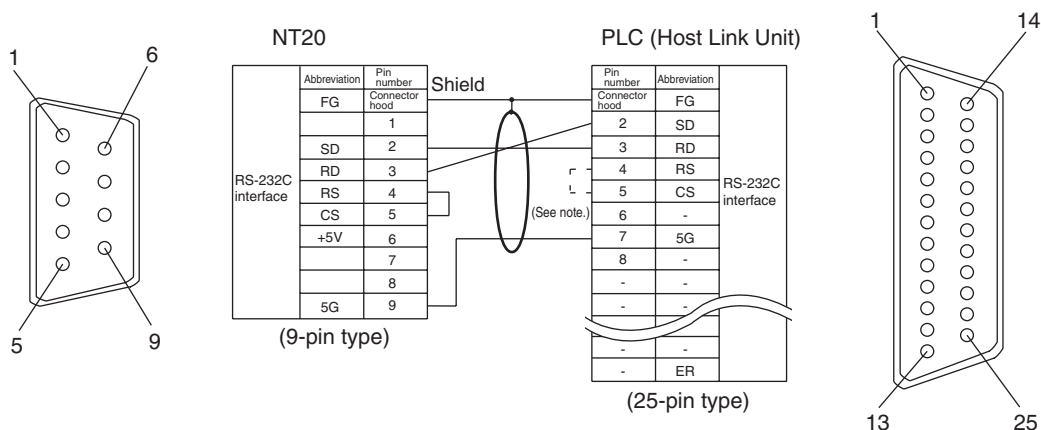 NT20
PLC (Host Link Unit)
1
6
5
9
RS-232C
interface
Abbreviation
Pin
number
FG
Connector
hood
1
SD
2
RD
3
RS
4
CS
5
+5V
6
7
8
5G
9
(9-pin type)
Shield
(See note.)
Pin
number
Abbreviation
Connector
hood
FG
2
SD
3
RD
4
RS
5
CS
6
-
7
5G
8
-
-
-
-
-
-
-
-
ER
RS-232C
interface
(25-pin type)
1
14
13
25